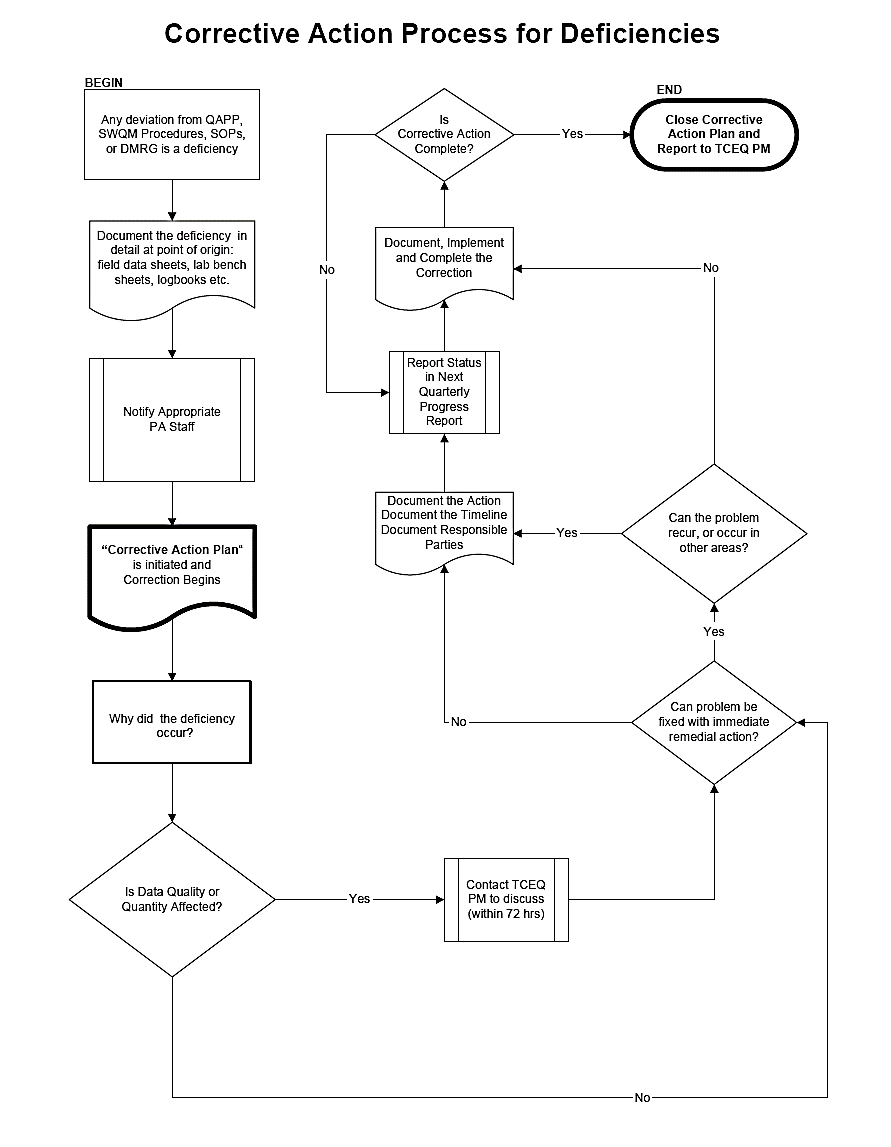 Corrective Action Process for Deficiencies
BEGIN
Any deviation from QAPP,
SWQM Procedures, SOPs,
or DMRG is a deficiency
Document the deficiency in
detail at point of origin:
field data sheets, lab bench
sheets, logbooks etc.
Notify Appropriate
PA Staff
“Corrective Action Plan“
is initiated and
Correction Begins
Why did the deficiency
occur?
Is Data Quality or
Quantity Affected?
Yes
No
Contact TCEQ
PM to discuss
(within 72 hrs)
Can problem be
fixed with immediate
remedial action?
No
Yes
Can the problem
recur, or occur in
other areas?
Yes
No
Document the Action
Document the Timeline
Document Responsible
Parties
Report Status
in Next
Quarterly
Progress
Report
Document, Implement
and Complete the
Correction
Is
Corrective Action
Complete?
No
Yes
END
Close Corrective
Action Plan and
Report to TCEQ PM